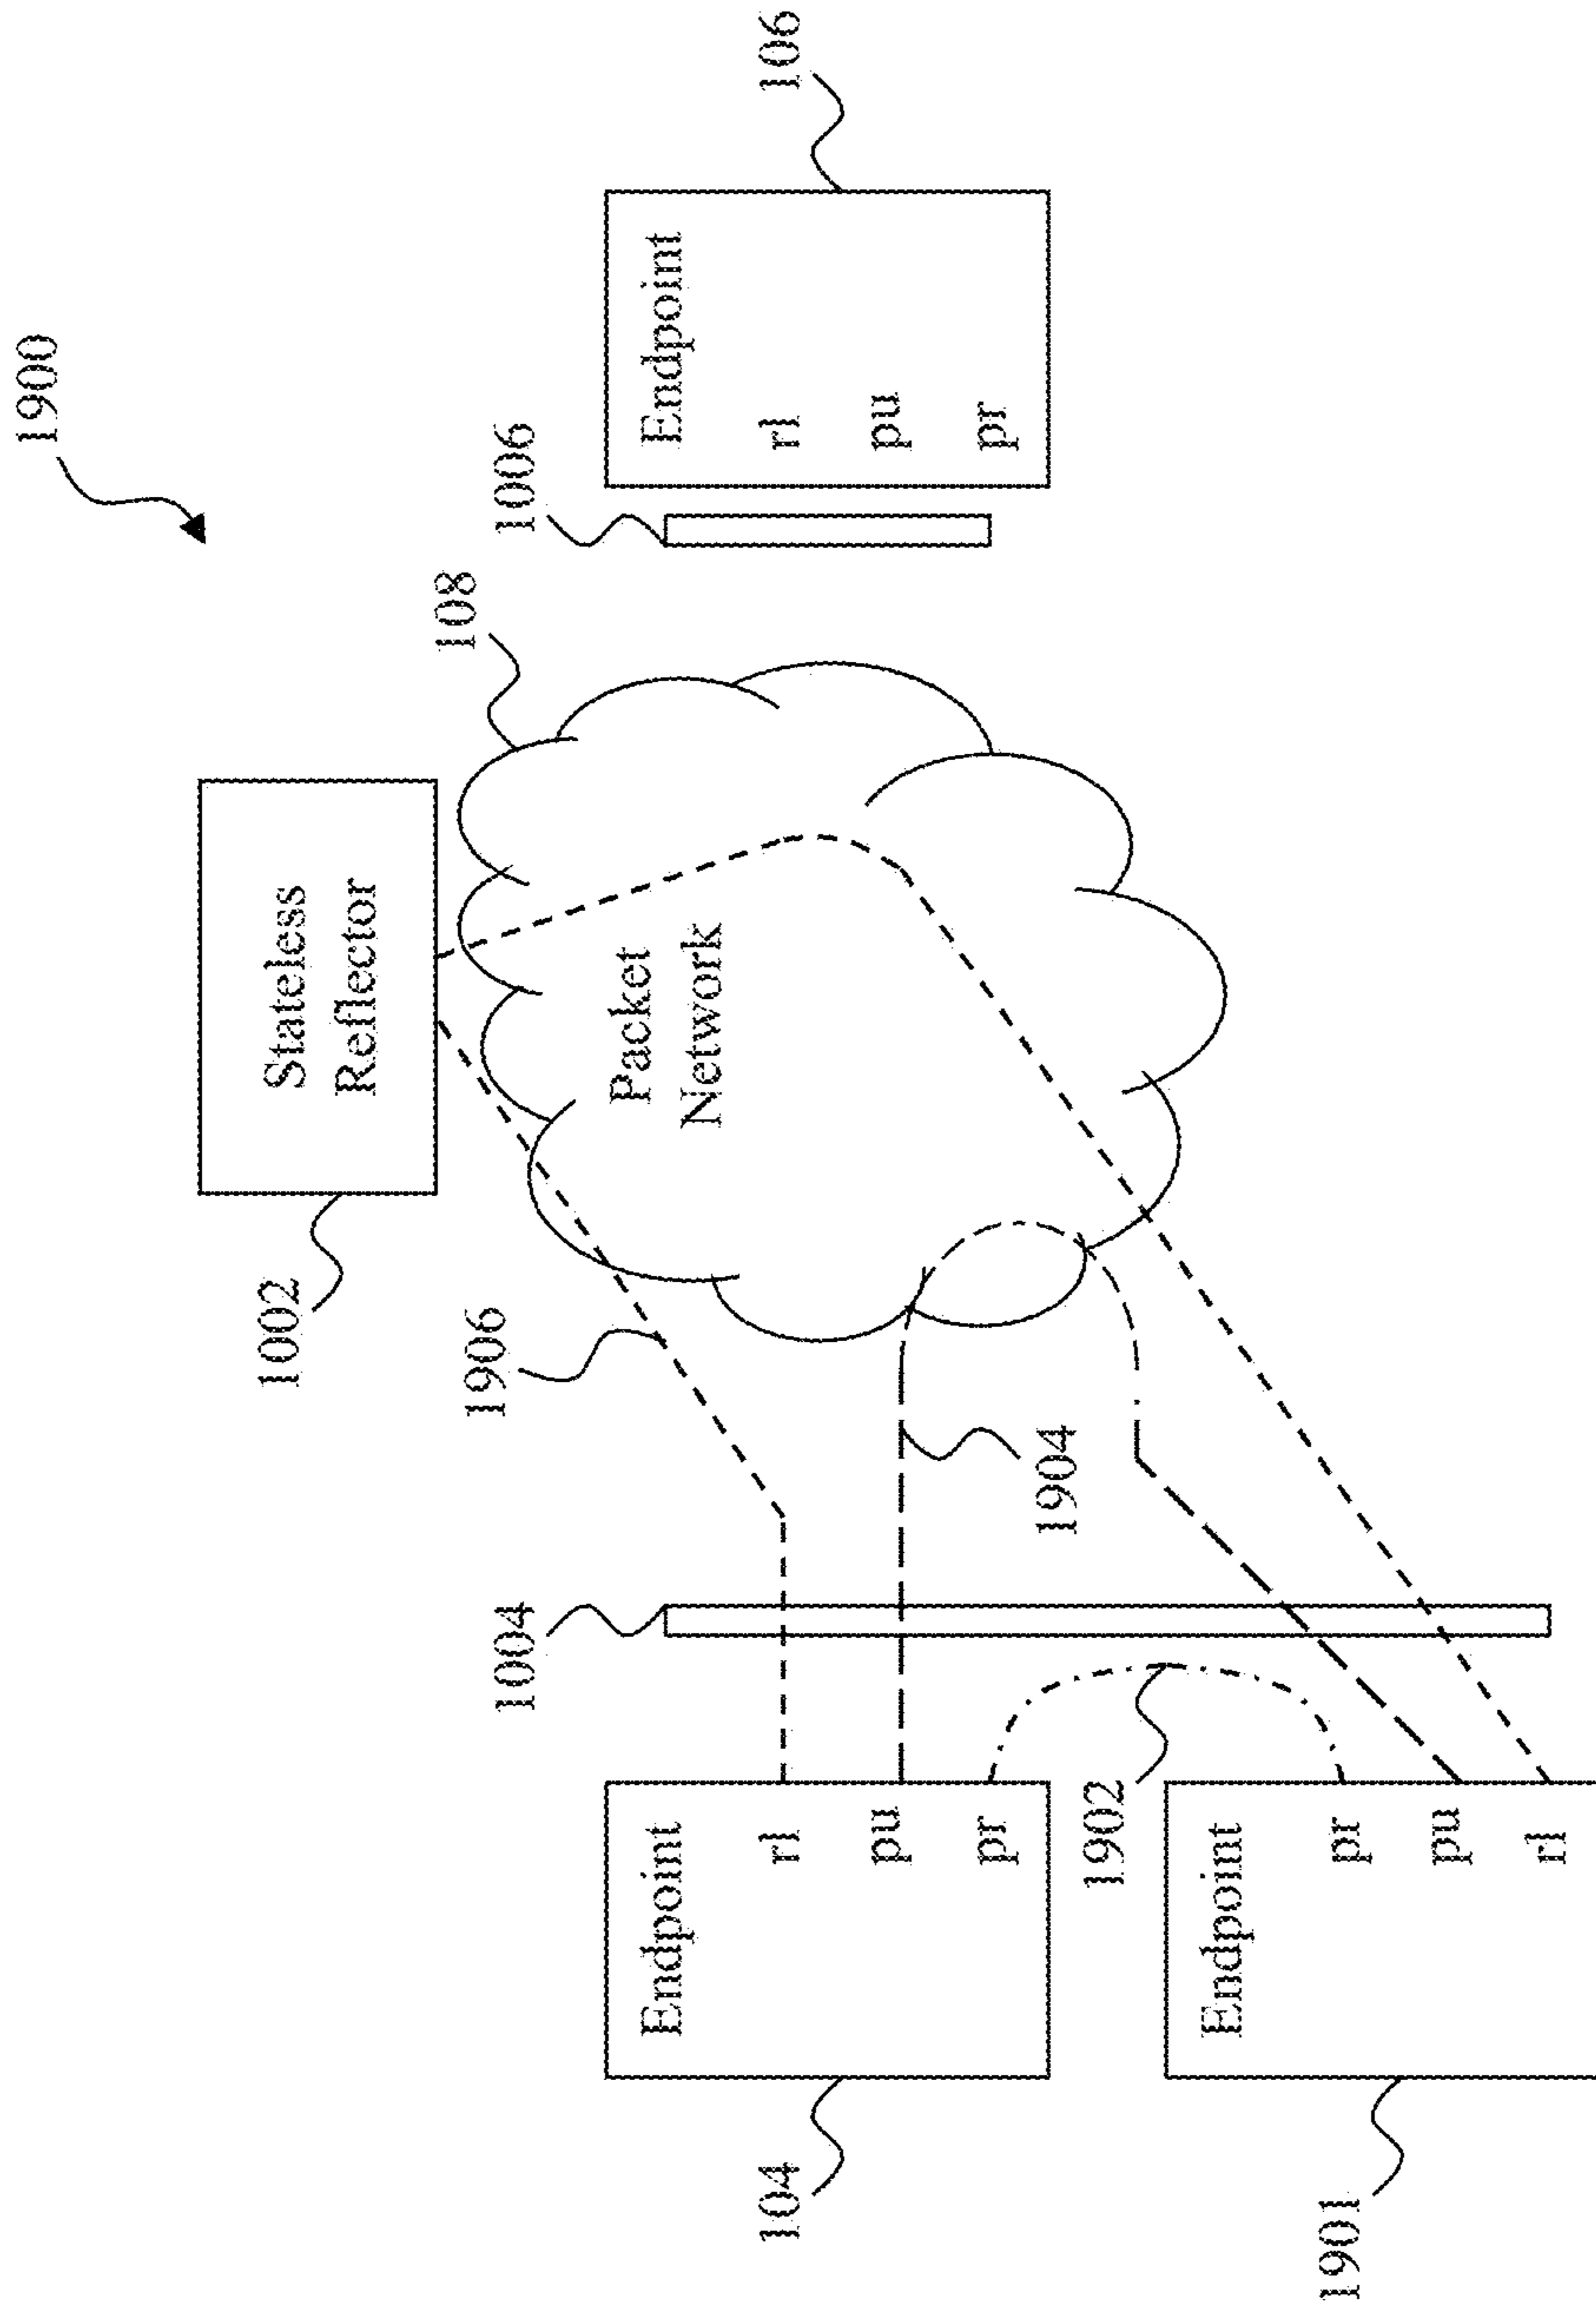 1900
Stateless
Reflector
1002
108
Packet
Network
1906
1904
1004
1006
106
Endpoint
rl
pu
pr
104
Endpoint
rl
pu
pr
1902
1901
Endpoint
pr
pu
rl